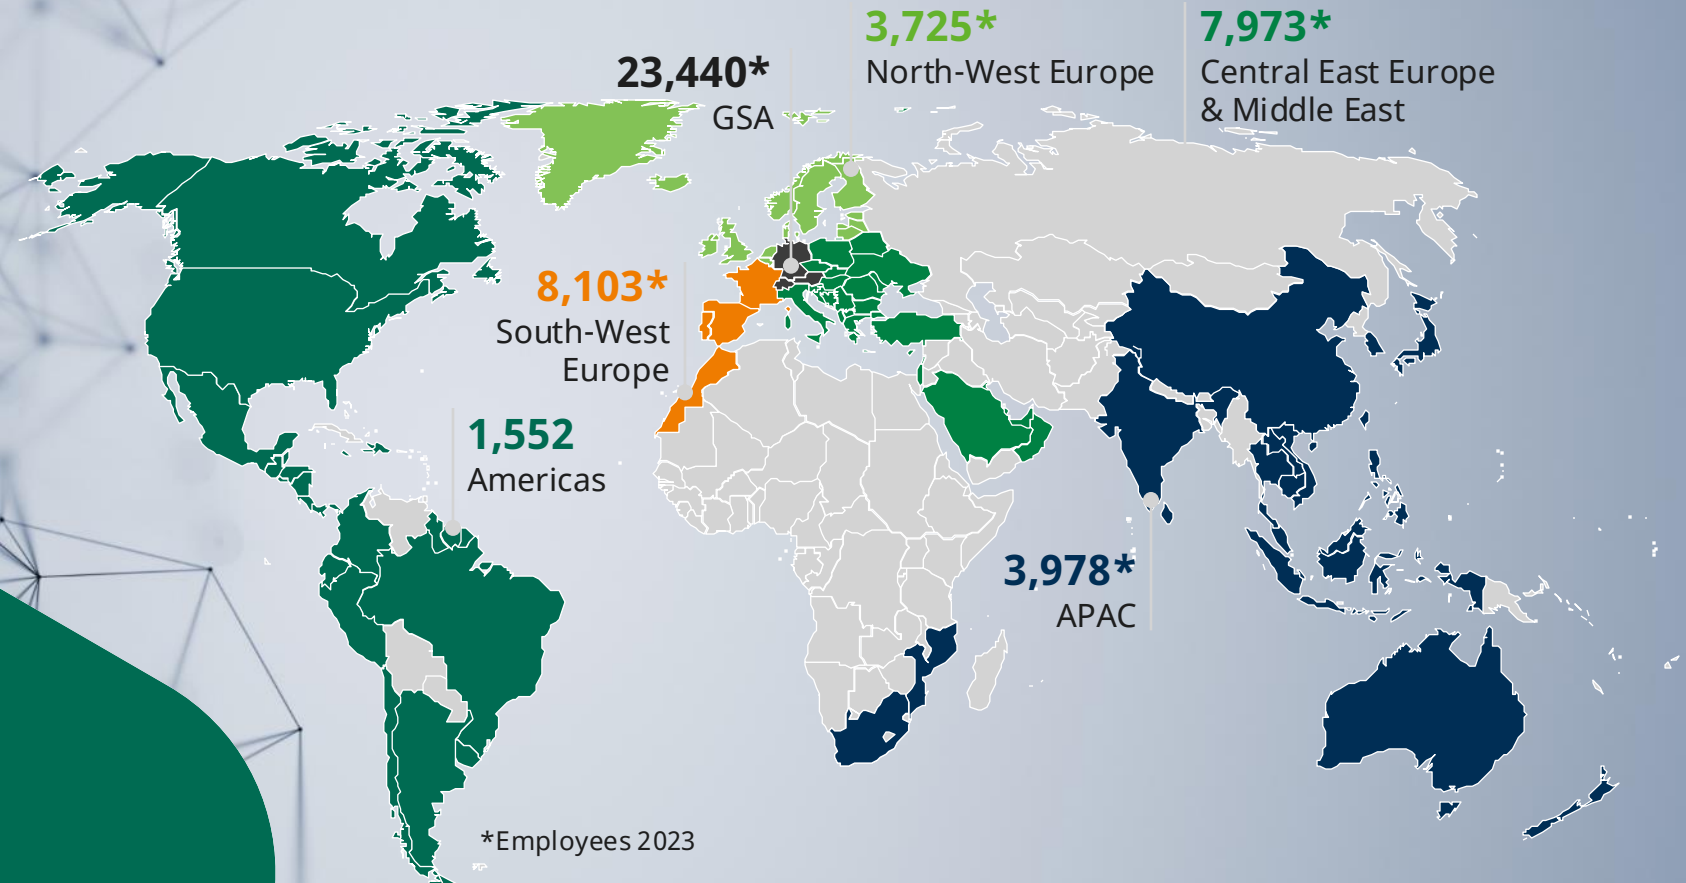 3,725*
North-West Europe
7,973*
Central East Europe
& Middle East
23,440*
GSA
8,103*
South-West
Europe
1,552
Americas
3,978*
APAC
*Employees 2023